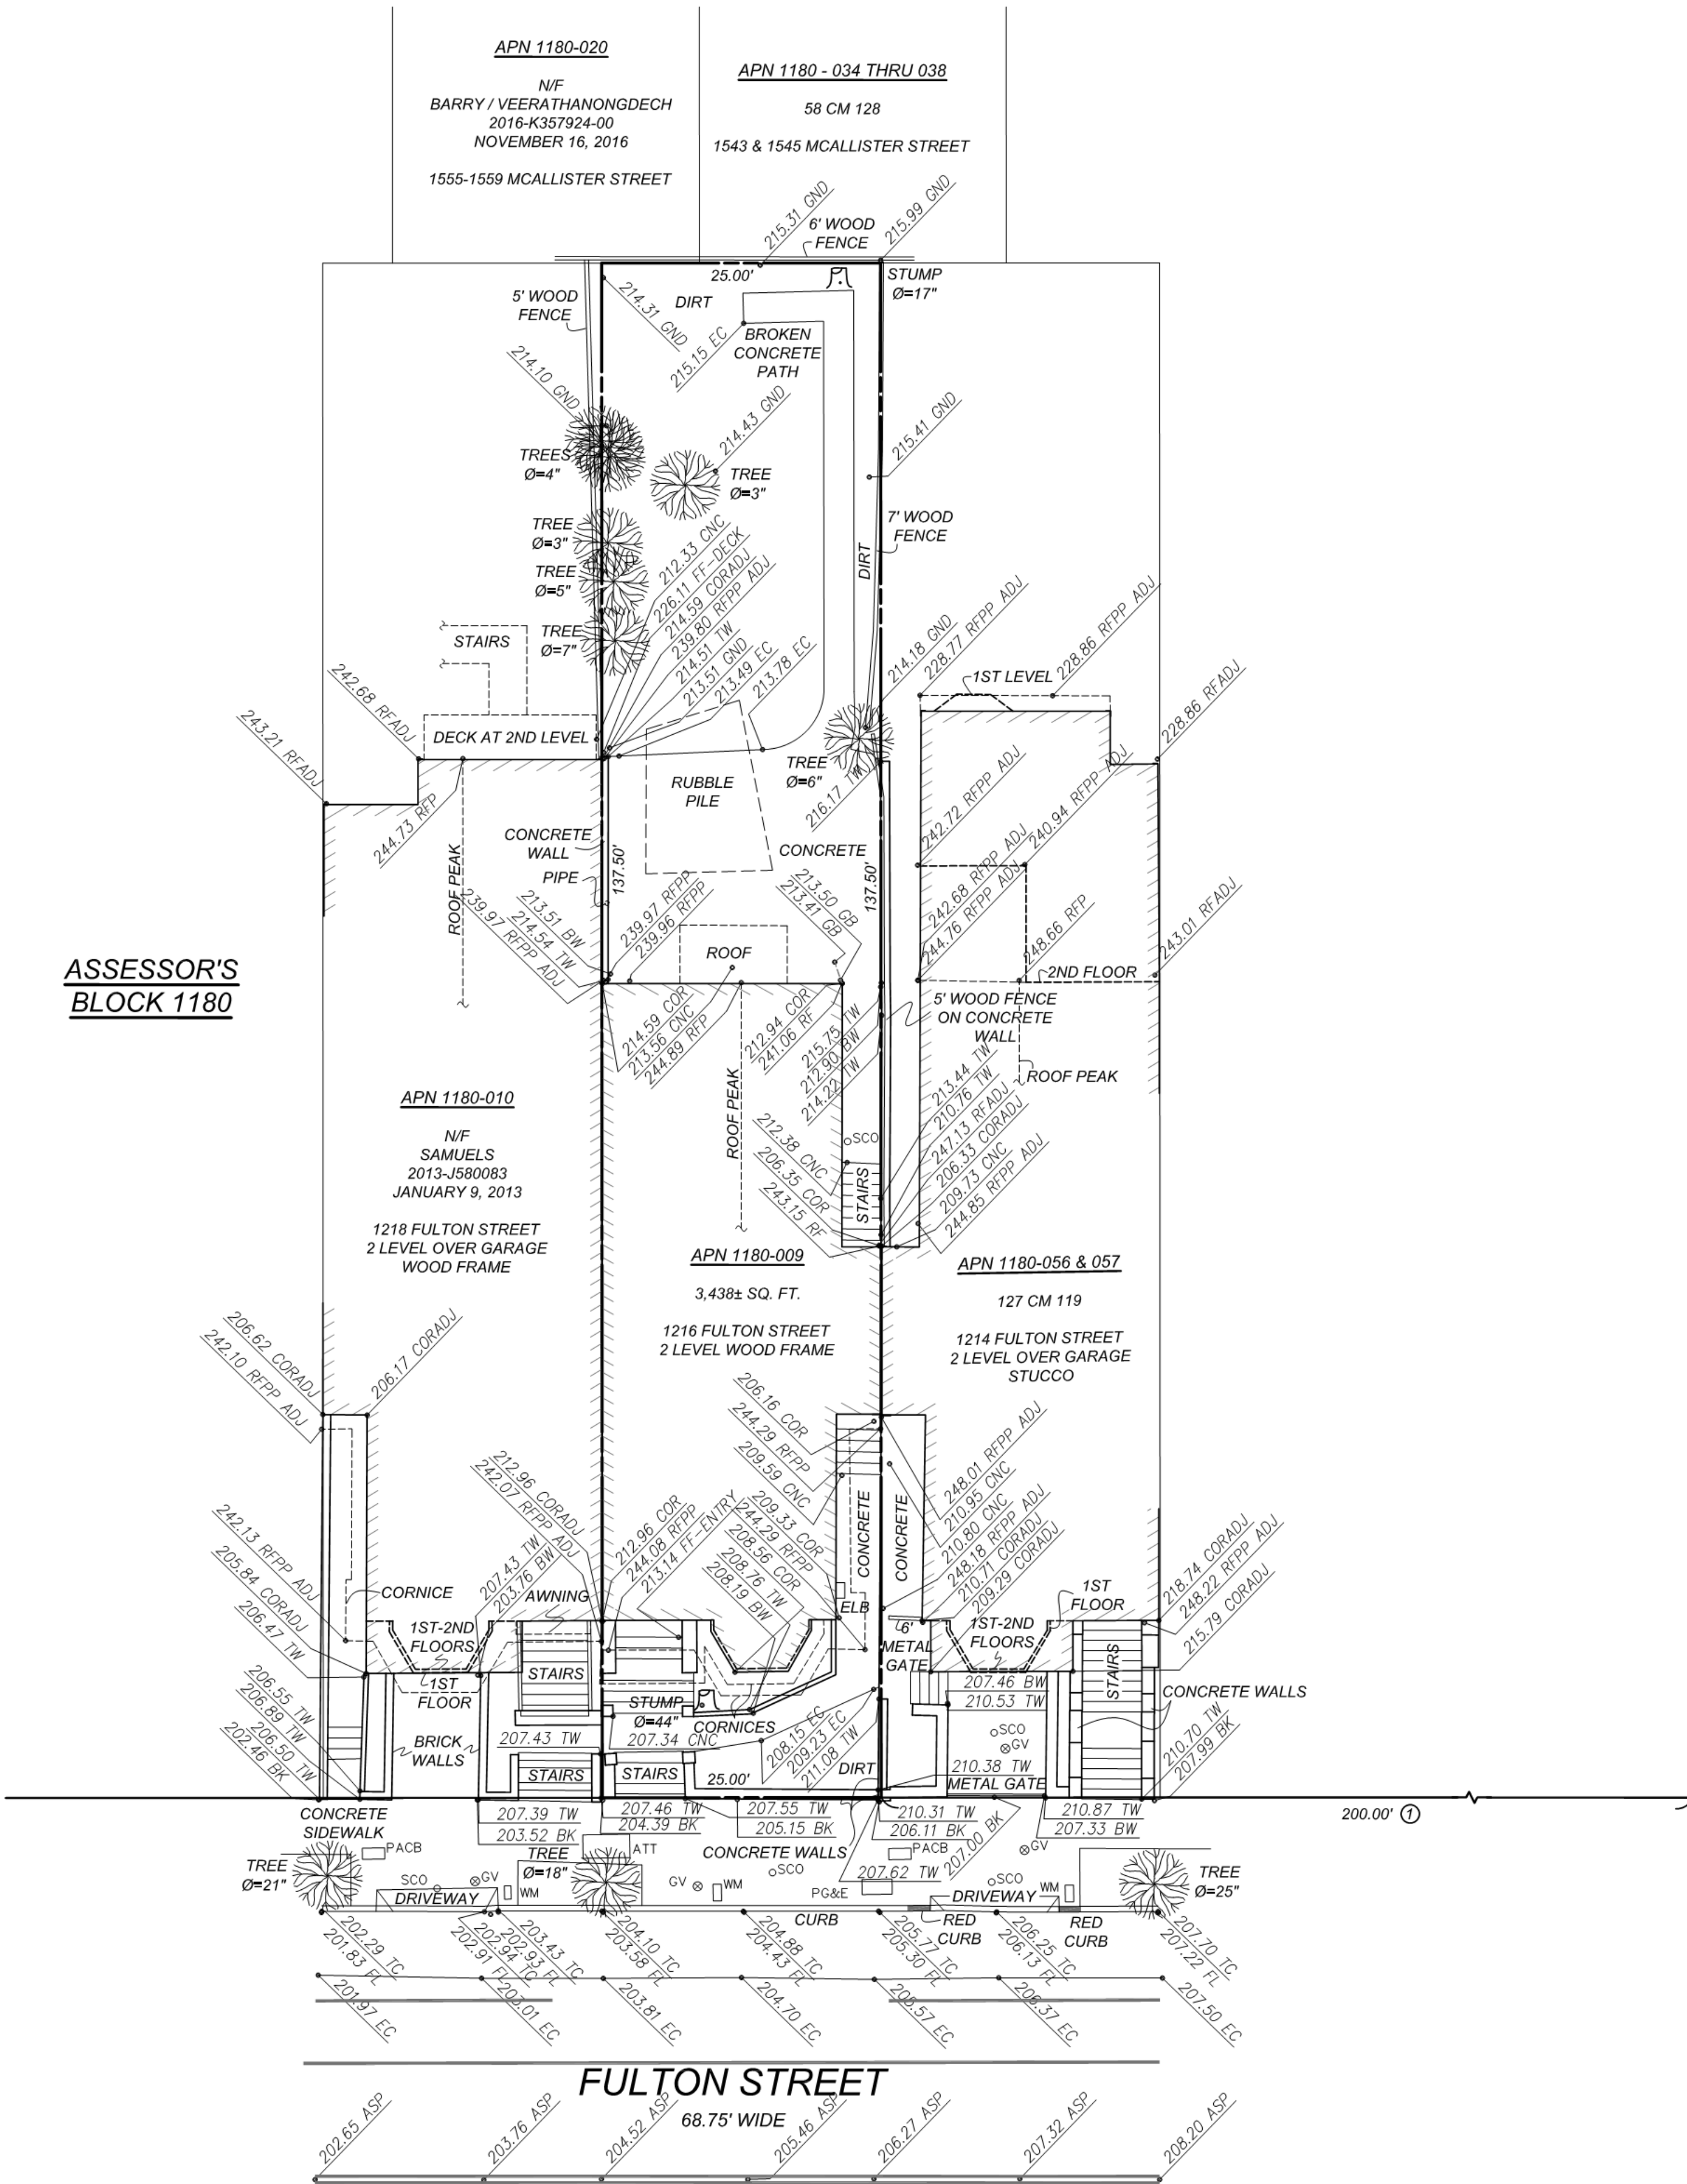 APN 1180-020
N/F
BARRY / VEERATHANONGDECH
2016-K357924-00
NOVEMBER 16, 2016
1555-1559 MCALLISTER STREET
APN 1180 - 034 THRU 038
58 CM 128
1543 & 1545 MCALLISTER STREET
215.31 GND
6' WOOD
FENCE
215.99 GND
25.00'
STUMP
Ø=17"
5' WOOD
FENCE
DIRT
214.31 GND
215.15 EC
BROKEN
CONCRETE
PATH
214.10 GND
214.43 GND
215.41 GND
TREES
Ø=4"
TREE
Ø=3"
7' WOOD
FENCE
DIRT
TREE
Ø=3"
TREE
Ø=5"
TREE
Ø=7"
212.33 CNC
226.11 FF-DECK
214.59 CORADJ
239.80 RFPP ADJ
214.51 TW
213.51 GND
213.49 EC
213.78 EC
STAIRS
214.18 GND
228.77 RFPP ADJ
228.86 RFPP ADJ
1ST LEVEL
228.86 RFADJ
242.68 RFADJ
243.21 RFADJ
DECK AT 2ND LEVEL
244.73 RFP
TREE
Ø=6"
216.17 TW
RUBBLE
PILE
242.72 RFPP ADJ
240.94 RFPP ADJ
CONCRETE
WALL
PIPE
137.50'
CONCRETE
137.50'
ROOF PEAK
213.50 GB
213.41 GB
239.97 RFPP
239.96 RFPP
213.51 BW
214.54 TW
239.97 RFPP ADJ
242.68 RFPP ADJ
244.76 RFPP ADJ
248.66 RFP
243.01 RFADJ
ROOF
2ND FLOOR
ASSESSOR'S
BLOCK 1180
214.59 COR
213.56 CNC
244.89 RFP
212.94 COR
241.06 RF
215.75 TW
212.90 BW
214.22 TW
5' WOOD FENCE
ON CONCRETE
WALL
ROOF PEAK
ROOF PEAK
213.44 TW
210.76 TW
247.13 RFADJ
206.33 CORADJ
209.73 CNC
244.85 RFPP ADJ
APN 1180-010
N/F
SAMUELS
2013-J580083
JANUARY 9, 2013
1218 FULTON STREET
2 LEVEL OVER GARAGE
WOOD FRAME
SCO
212.38 CNC
206.35 COR
243.15 RF
STAIRS
APN 1180-009
3,438± SQ. FT.
1216 FULTON STREET
2 LEVEL WOOD FRAME
APN 1180-056 & 057
127 CM 119
1214 FULTON STREET
2 LEVEL OVER GARAGE
STUCCO
206.62 CORADJ
242.10 RFPP ADJ
206.17 CORADJ
206.16 COR
244.29 RFPP
209.59 CNC
248.01 RFPP ADJ
210.95 CNC
210.80 CNC
248.18 RFPP ADJ
210.71 CORADJ
209.29 CORADJ
212.96 CORADJ
242.07 RFPP ADJ
212.96 COR
244.08 RFPP
213.14 FF-ENTRY
209.33 COR
244.29 RFPP
208.56 COR
208.76 TW
208.19 BW
CONCRETE
CONCRETE
242.13 RFPP ADJ
205.84 CORADJ
206.47 TW
207.43 TW
203.76 BW
CORNICE
AWNING
ELB
218.74 CORADJ
248.22 RFPP ADJ
215.79 CORADJ
1ST
FLOOR
1ST-2ND
FLOORS
1ST-2ND
FLOORS
6'
METAL
GATE
STAIRS
STAIRS
1ST
FLOOR
207.46 BW
210.53 TW
CONCRETE WALLS
206.55 TW
206.89 TW
206.50 TW
202.46 BK
STUMP
Ø=44"
CORNICES
BRICK
WALLS
207.43 TW
207.34 CNC
208.15 EC
209.23 EC
211.08 TW
SCO
GV
210.70 TW
207.99 BK
DIRT
210.38 TW
STAIRS
STAIRS
25.00'
METAL GATE
CONCRETE
SIDEWALK
207.39 TW
203.52 BK
207.46 TW
204.39 BK
207.55 TW
205.15 BK
210.31 TW
206.11 BK
207.00 BK
210.87 TW
207.33 BW
200.00' ①
PACB
ATT
CONCRETE WALLS
PACB
GV
TREE
Ø=21"
SCO
GV
TREE
Ø=18"
SCO
207.62 TW
TREE
Ø=25"
DRIVEWAY
WM
GV
WM
PG&E
SCO
WM
DRIVEWAY
CURB
RED
CURB
RED
CURB
202.29 TC
201.83 FL
202.94 TC
202.91 FL
203.43 TC
202.93 FL
204.10 TC
203.58 FL
204.88 TC
204.43 FL
205.77 TC
205.30 FL
206.25 TC
206.13 FL
207.70 TC
207.22 FL
201.97 EC
203.01 EC
203.81 EC
204.70 EC
205.57 EC
206.37 EC
207.50 EC
FULTON STREET
68.75' WIDE
202.65 ASP
203.76 ASP
204.52 ASP
205.46 ASP
206.27 ASP
207.32 ASP
208.20 ASP